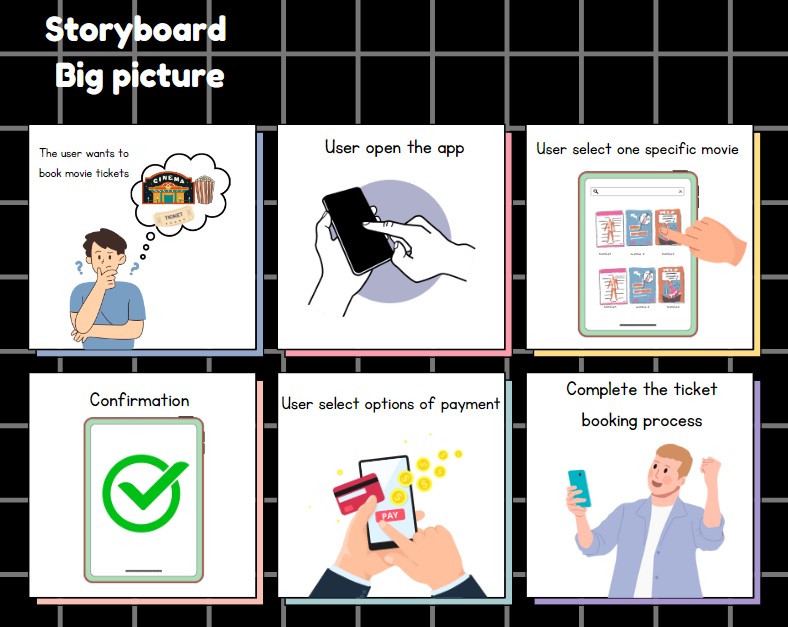 Storyboard
Big picture
The user wants to
book movie tickets
CINEMA
TICKET
User open the app
User select one specific movie
Confirmation
User select options of payment
PAY
Complete the ticket
booking process